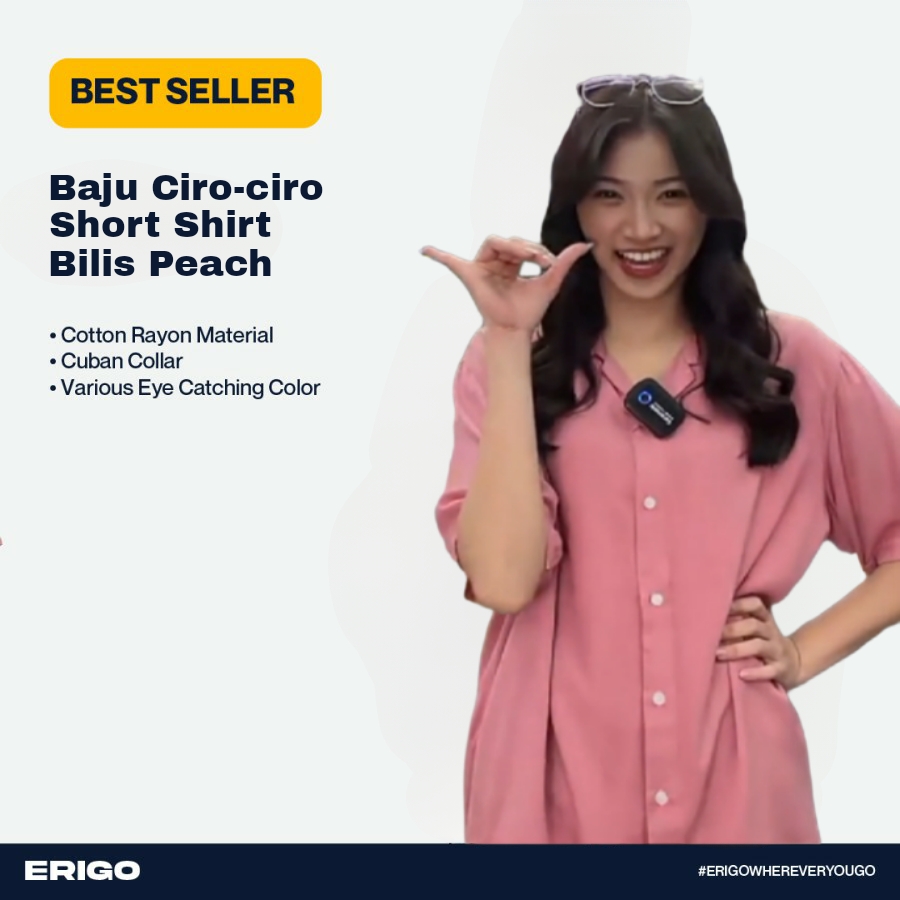 BEST SELLER
Baju Ciro-ciro
Short Shirt
Bilis Peach
• Cotton Rayon Material
• Cuban Collar
• Various Eye Catching Color
ERIGO
#ERIGOWHEREVERYOUGO